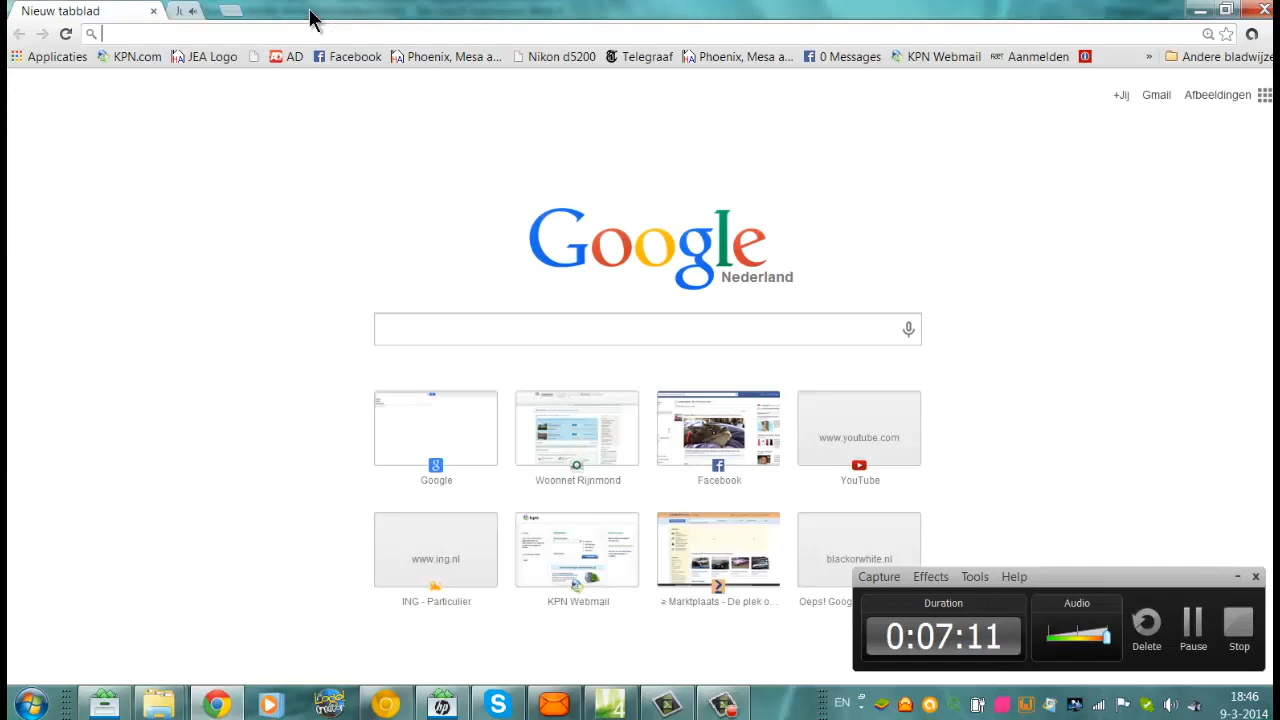 Nieuw tabblad
Applicaties KPN.com JEA Logo AD Facebook Phoenix, Mesa a... Nikon d5200 Telegraaf Phoenix, Mesa a... 0 Messages KPN Webmail Aanmelden » Andere bladwijze
+Jij Gmail Afbeeldingen
Google
Nederland
www.youtube.com
Google Woonnet Rijnmond Facebook YouTube
www.ing.nl blackorwhite.nl
ING - Particulier KPN Webmail Marktplaats - De plek o... Oeps! Goog
Capture Effects Tools Help
Duration Audio
0:07:11
Delete Pause Stop
EN 18:46
9-3-2014